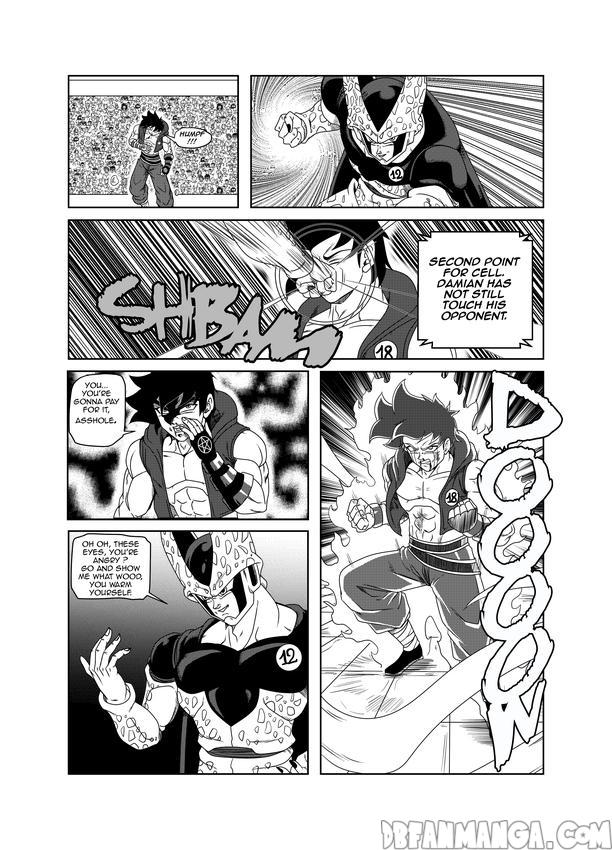 HUMPF
!!!
12
SECOND POINT
FOR CELL.
DAMIAN HAS
NOT STILL
TOUCH HIS
OPPONENT.
SHBAM
18
YOU...
YOU'RE
GONNA PAY
FOR IT,
ASSHOLE.
DOOOON
18
OH OH, THESE
EYES, YOU'RE
ANGRY ?
GO AND SHOW
ME WHAT WOOD,
YOU WARM
YOURSELF.
12
DBFANMANGA.COM